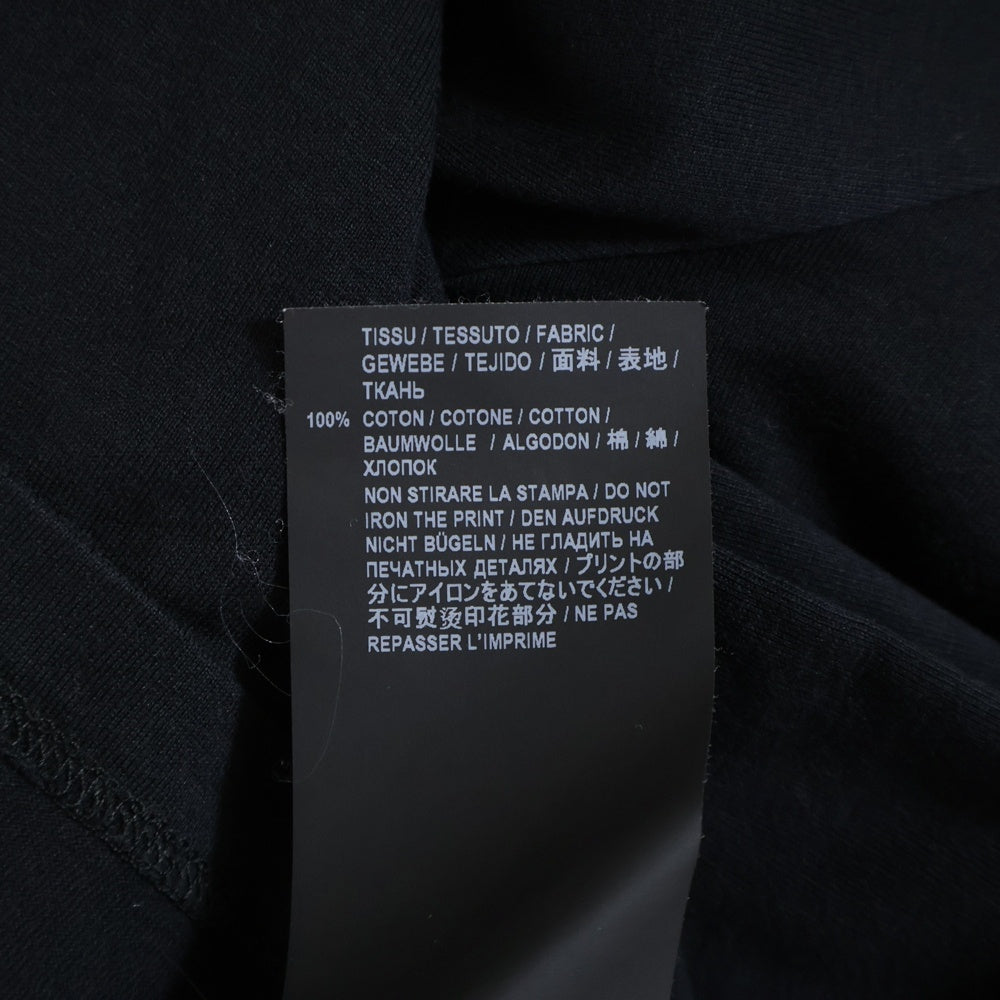 TISSU / TESSUTO / FABRIC /
GEWEBE / TEJIDO / 面料 / 表地 /
ТКАНЬ
100% COTON / COTONE / COTTON /
BAUMWOLLE / ALGODON / 棉 / 綿 /
ХЛОПОК
NON STIRARE LA STAMPA / DO NOT
IRON THE PRINT / DEN AUFDRUCK
NICHT BÜGELN / НЕ ГЛАДИТЬ НА
ПЕЧАТНЫХ ДЕТАЛЯХ / プリントの部
分にアイロンをあてないでください /
不可熨烫印花部分 / NE PAS
REPASSER L'IMPRIME